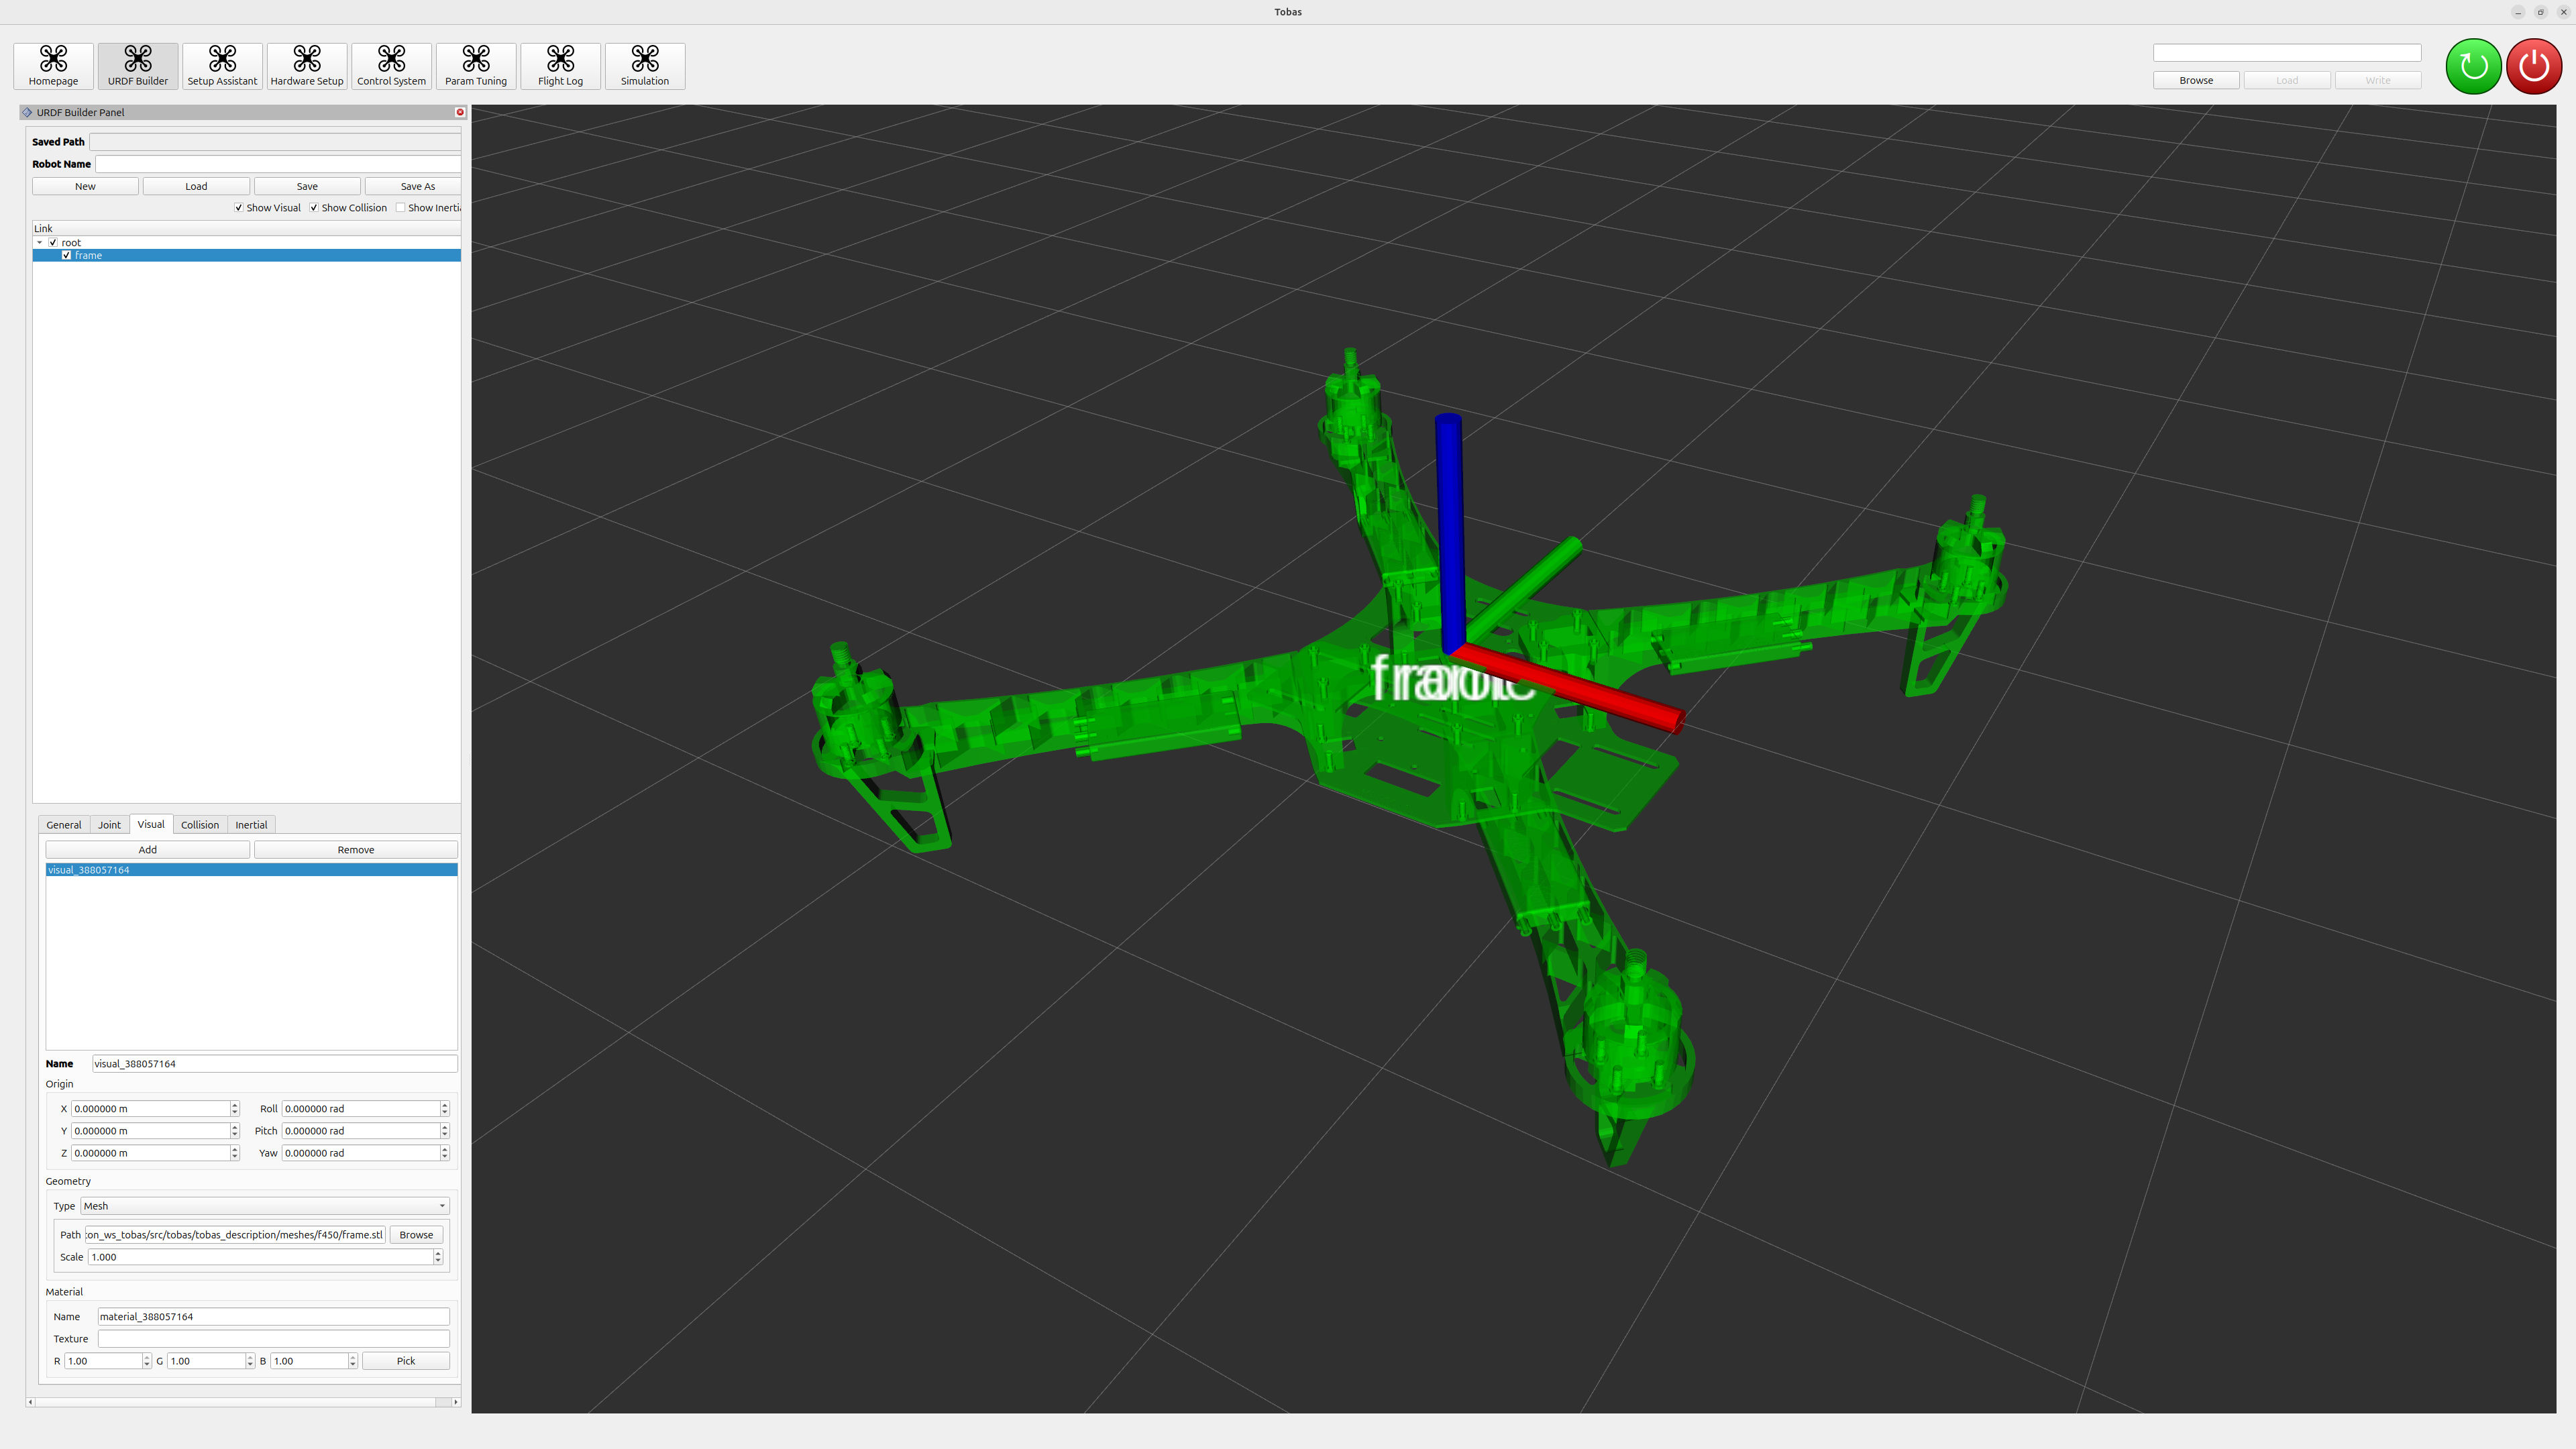 Tobas
Homepage URDF Builder Setup Assistant Hardware Setup Control System Param Tuning Flight Log Simulation
Browse Load Write
URDF Builder Panel
Saved Path
Robot Name
New Load Save Save As
Show Visual Show Collision Show
Link
root
frame
General Joint Visual Collision Inertial
Add Remove
visual_388057164
Name visual_388057164
Origin
X 0.000000 m Roll 0.000000 rad
Y 0.000000 m Pitch 0.000000 rad
Z 0.000000 m Yaw 0.000000 rad
Geometry
Type Mesh
Path on_ws_tobas/src/tobas/tobas_description/meshes/f450/frame.stl Browse
Scale 1.000
Material
Name material_388057164
Texture
R 1.00 G 1.00 B 1.00 Pick